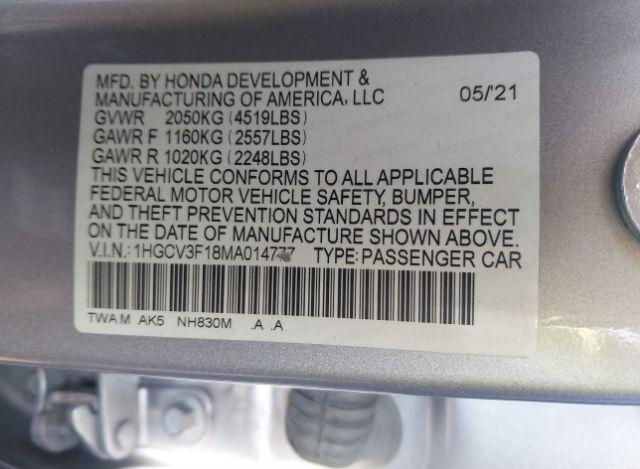 MFD. BY HONDA DEVELOPMENT &
MANUFACTURING OF AMERICA, LLC 05/'21
GVWR 2050KG (4519LBS)
GAWR F 1160KG (2557LBS)
GAWR R 1020KG (2248LBS)
THIS VEHICLE CONFORMS TO ALL APPLICABLE
FEDERAL MOTOR VEHICLE SAFETY, BUMPER,
AND THEFT PREVENTION STANDARDS IN EFFECT
ON THE DATE OF MANUFACTURE SHOWN ABOVE.
V.I.N.: 1HGCV3F18MA014777 TYPE:PASSENGER CAR
TWA M AK5 NH830M .A .A